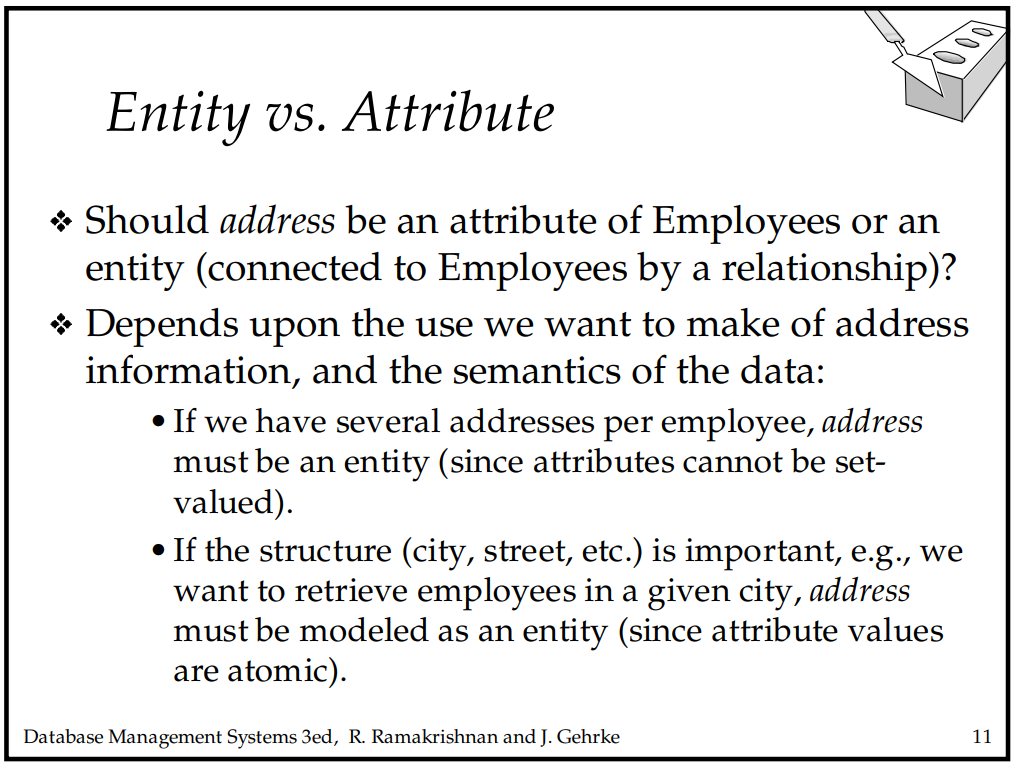 Entity vs. Attribute
❖ Should address be an attribute of Employees or an
entity (connected to Employees by a relationship)?
❖ Depends upon the use we want to make of address
information, and the semantics of the data:
• If we have several addresses per employee, address
must be an entity (since attributes cannot be set-
valued).
• If the structure (city, street, etc.) is important, e.g., we
want to retrieve employees in a given city, address
must be modeled as an entity (since attribute values
are atomic).
Database Management Systems 3ed, R. Ramakrishnan and J. Gehrke 11